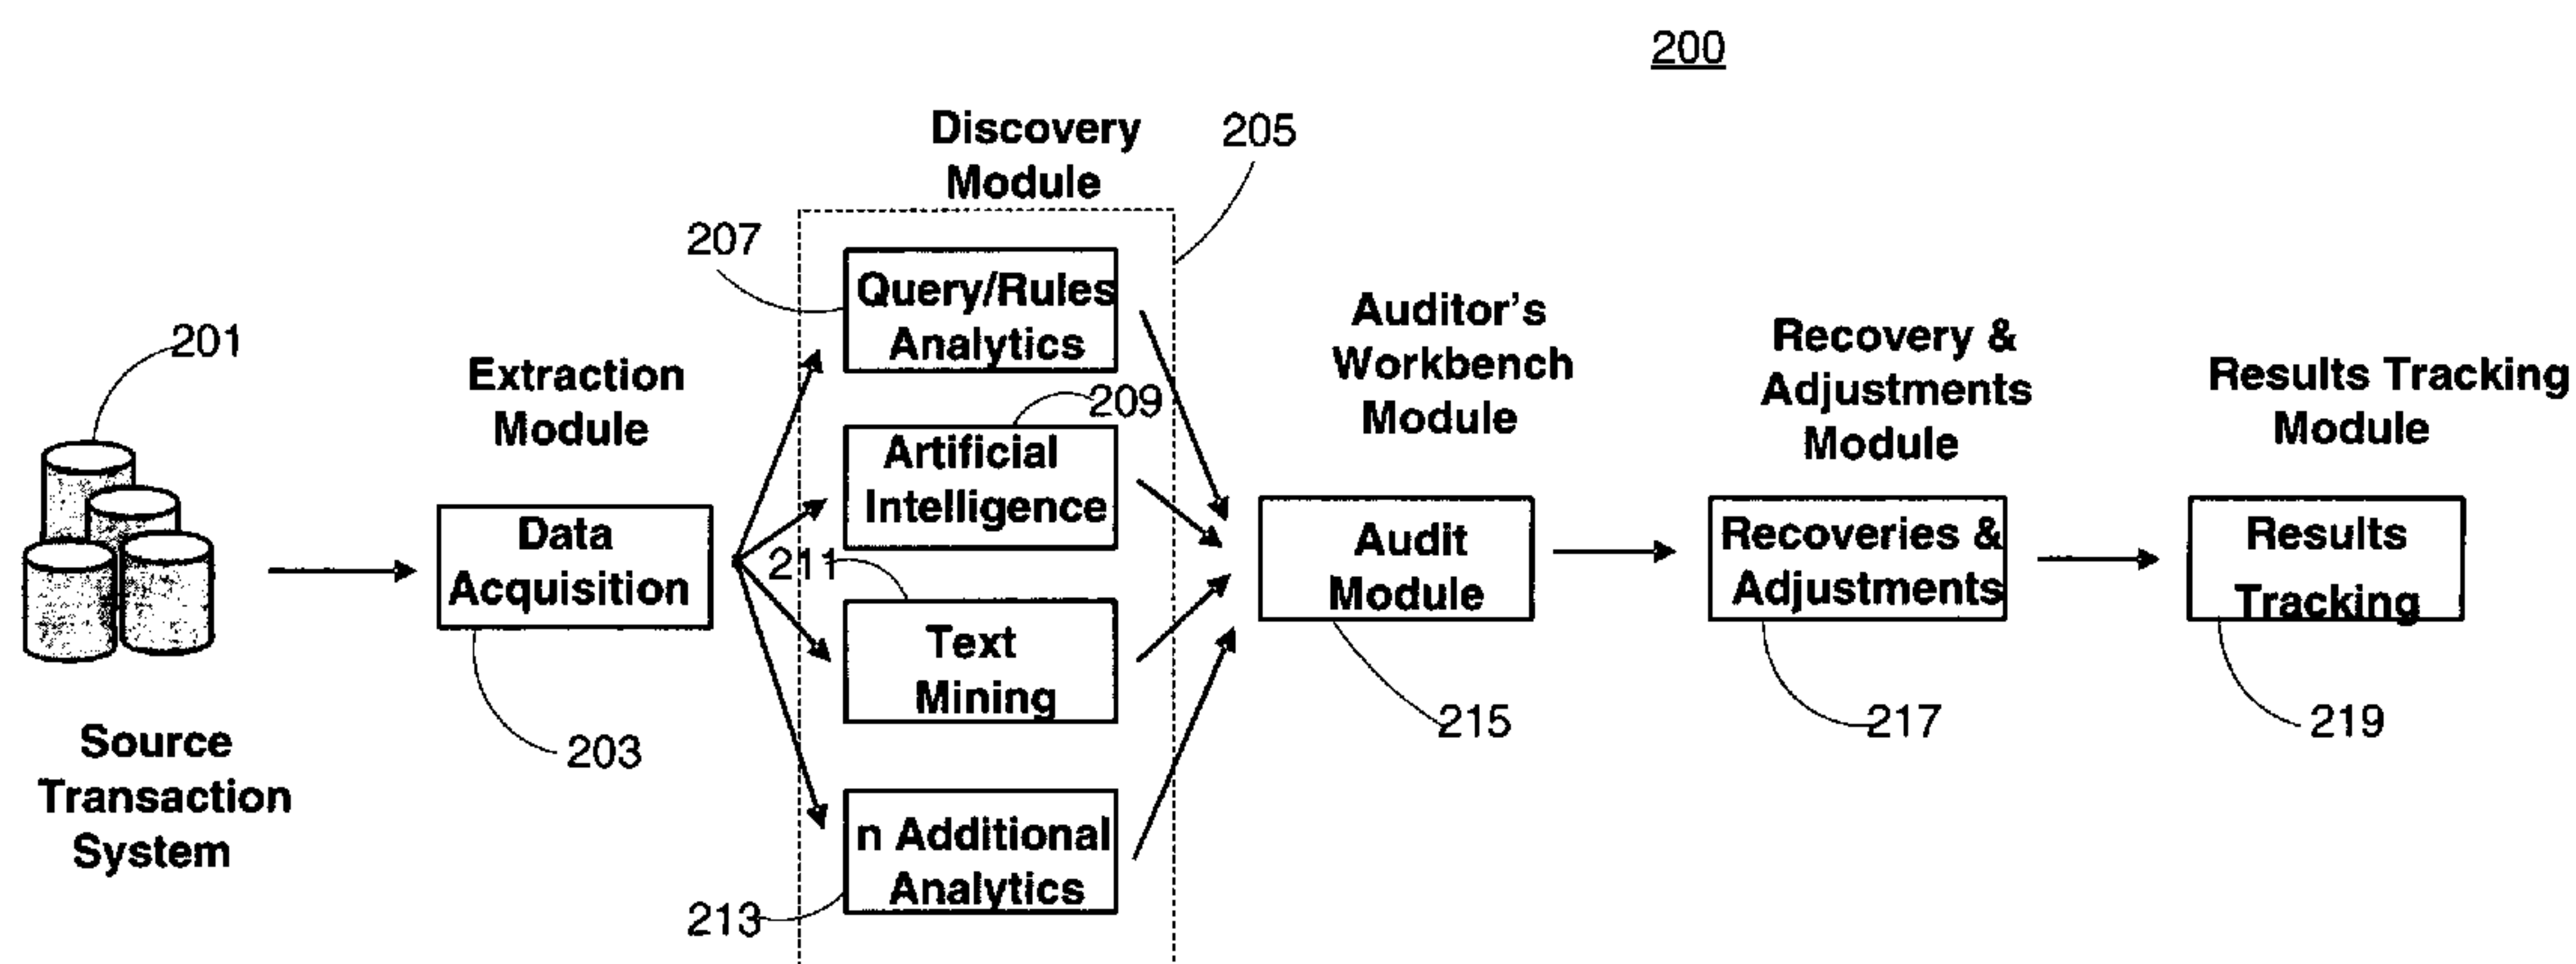 200
Discovery
Module
205
207
Query/Rules
Analytics
201
Extraction
Module
209
Artificial
Intelligence
Auditor's
Workbench
Module
Recovery &
Adjustments
Module
Results Tracking
Module
Data
Acquisition
211
Text
Mining
Audit
Module
Recoveries &
Adjustments
Results
Tracking
Source
Transaction
System
203
215
217
219
n Additional
Analytics
213